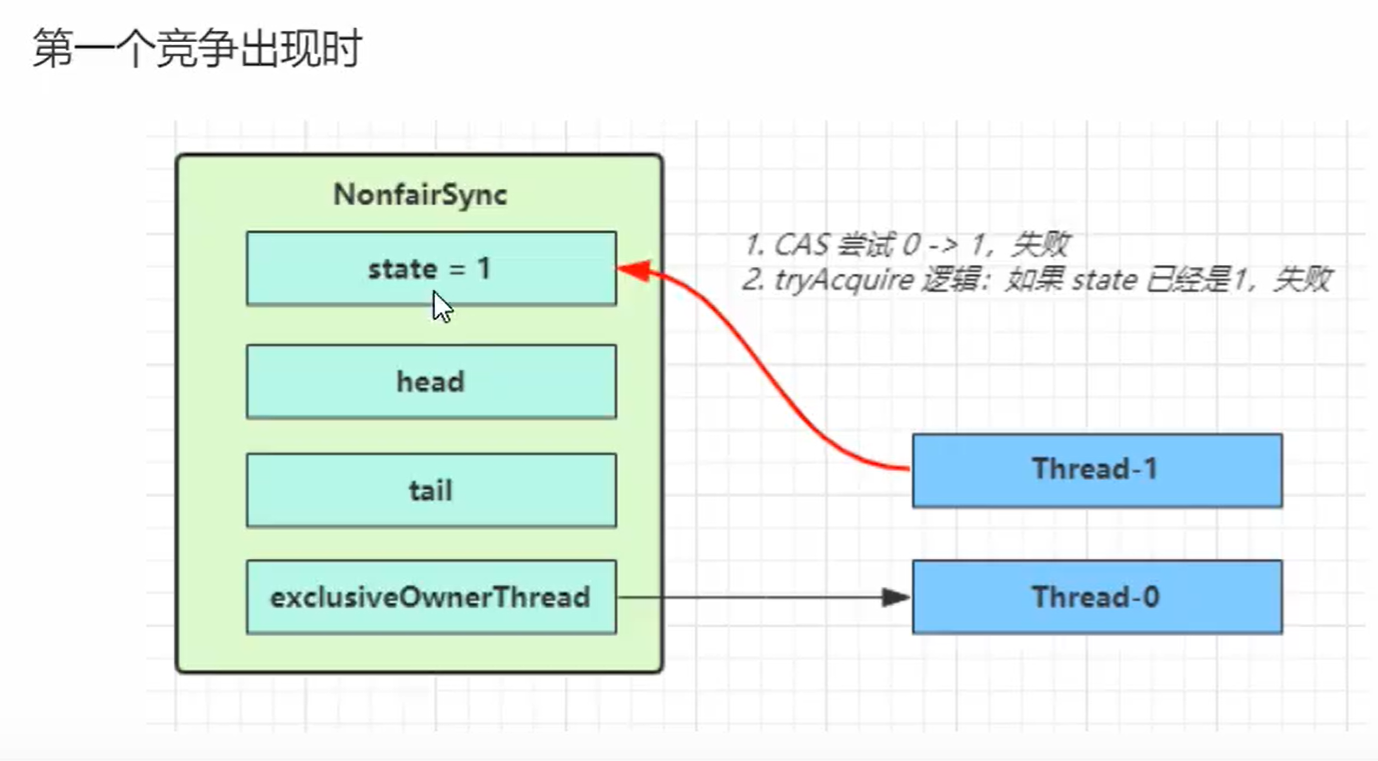 第一个竞争出现时
NonfairSync
state = 1
1. CAS 尝试 0 -> 1，失败
2. tryAcquire 逻辑：如果 state 已经是1，失败
head
tail
Thread-1
exclusiveOwnerThread
Thread-0